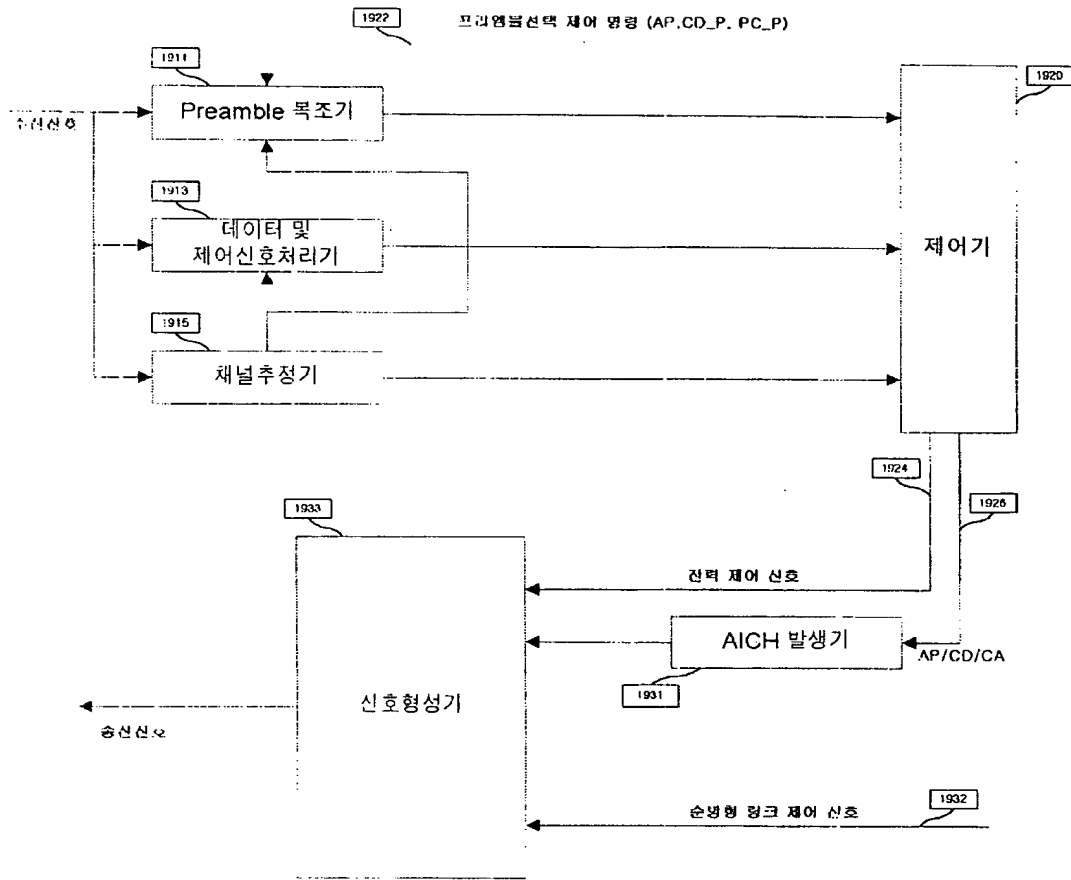 1922
프리엠블선택 제어 명령 (AP.CD_P. PC_P)
1911
1920
Preamble 복조기
수신신호
1913
데이터 및
제어신호처리기
제어기
1915
채널추정기
1924
1926
1933
전력 제어 신호
AICH 발생기
AP/CD/CA
1931
신호형성기
송신신호
순방향 링크 제어 신호
1932